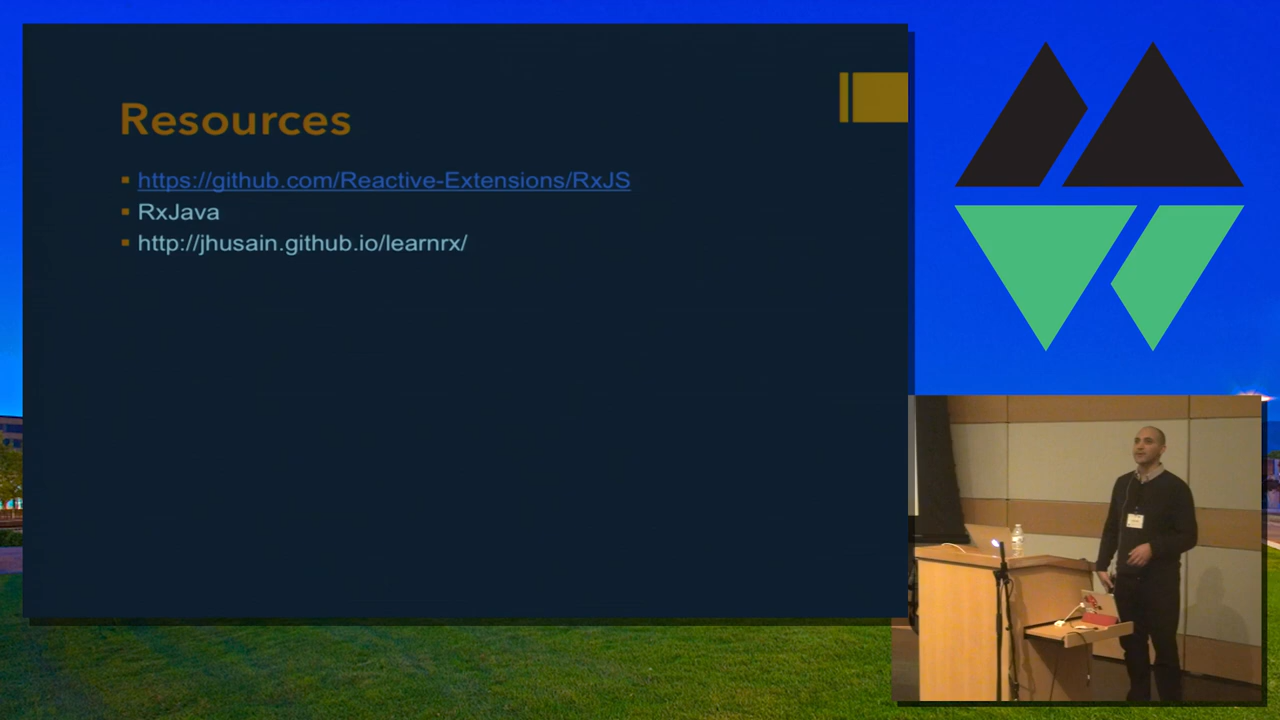 Resources
https://github.com/Reactive-Extensions/RxJS
RxJava
http://jhusain.github.io/learnrx/